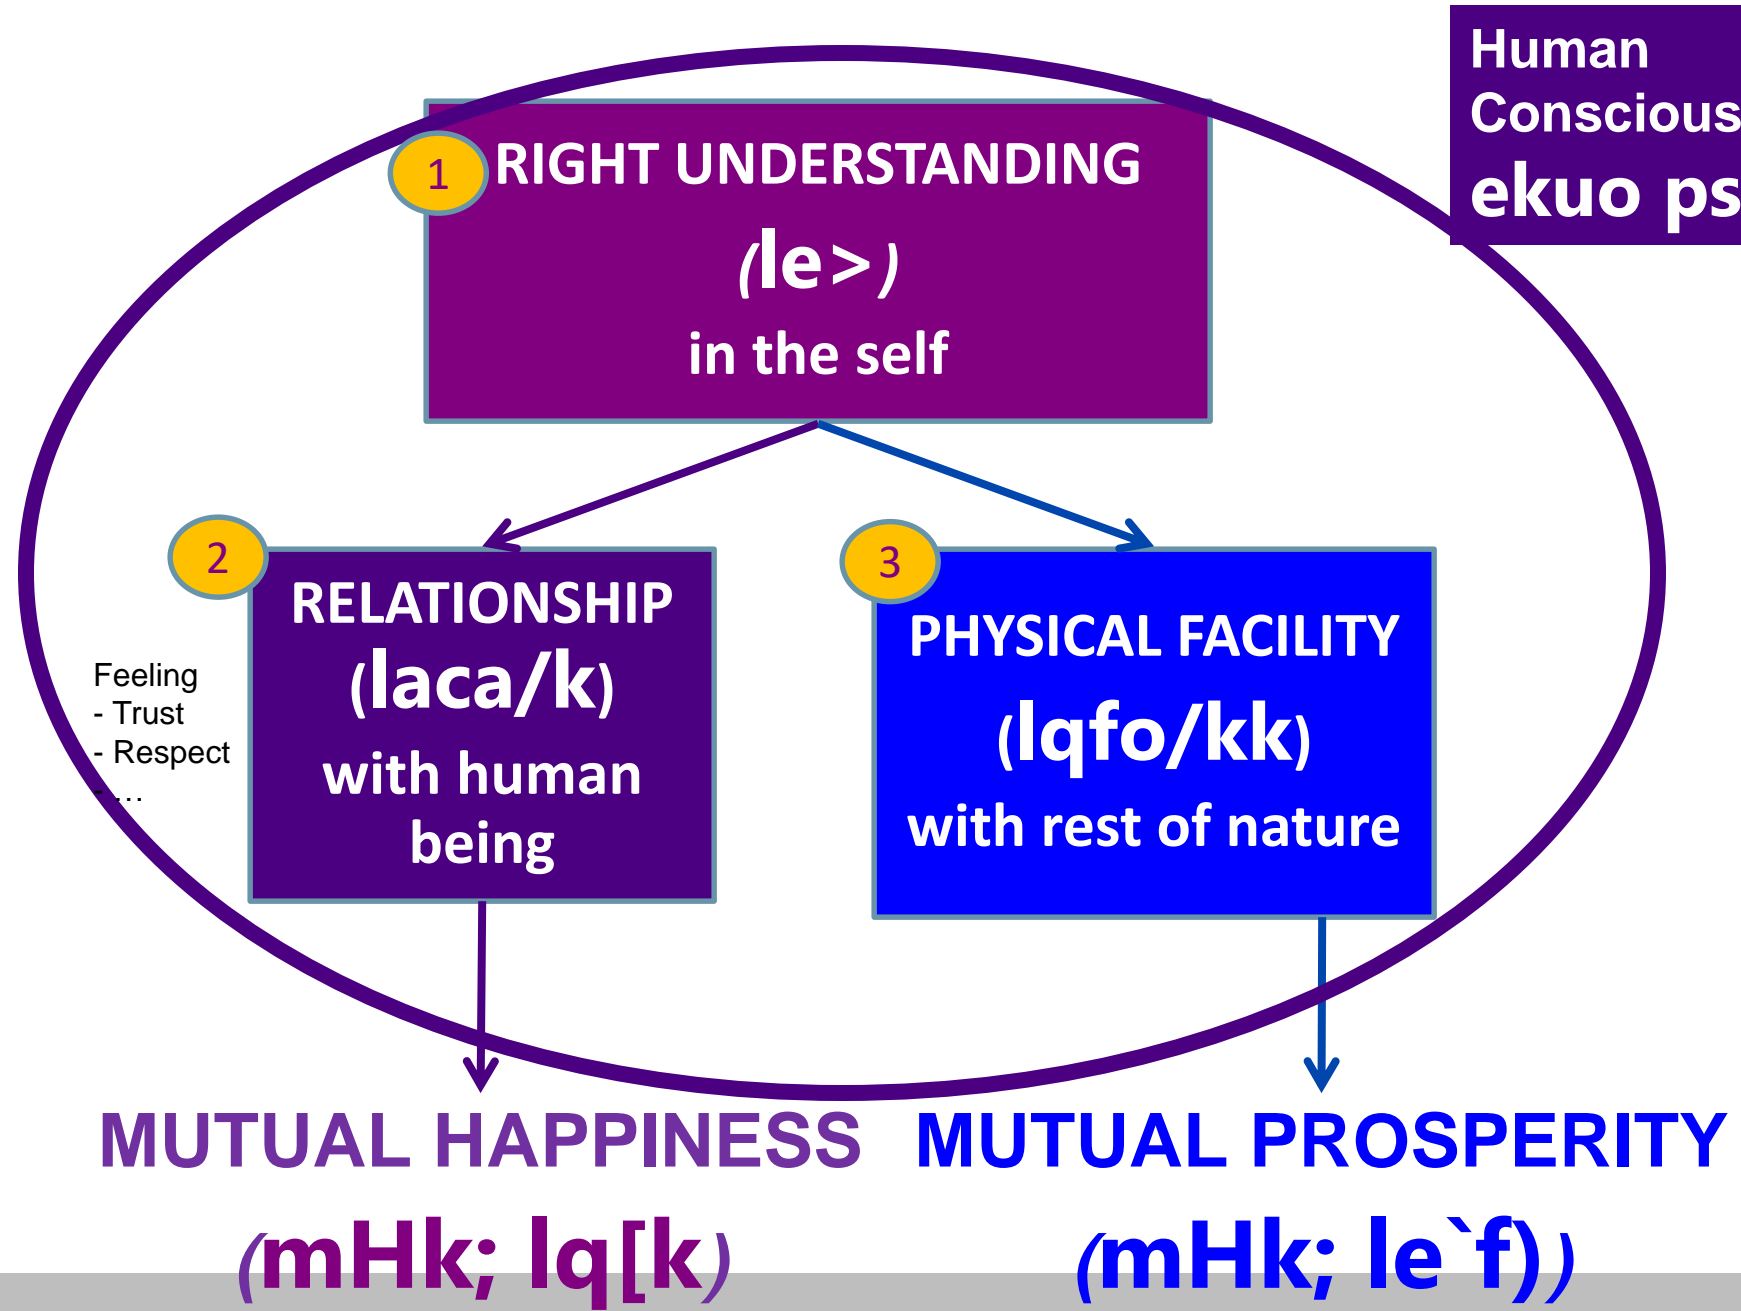 Human
Conscious
ekuo ps
1
RIGHT UNDERSTANDING
(le>)
in the self
2
RELATIONSHIP
(laca/k)
with human
being
3
PHYSICAL FACILITY
(lqfo/kk)
with rest of nature
Feeling
- Trust
- Respect
- …
MUTUAL HAPPINESS
(mHk; lq[k)
MUTUAL PROSPERITY
(mHk; le`f))